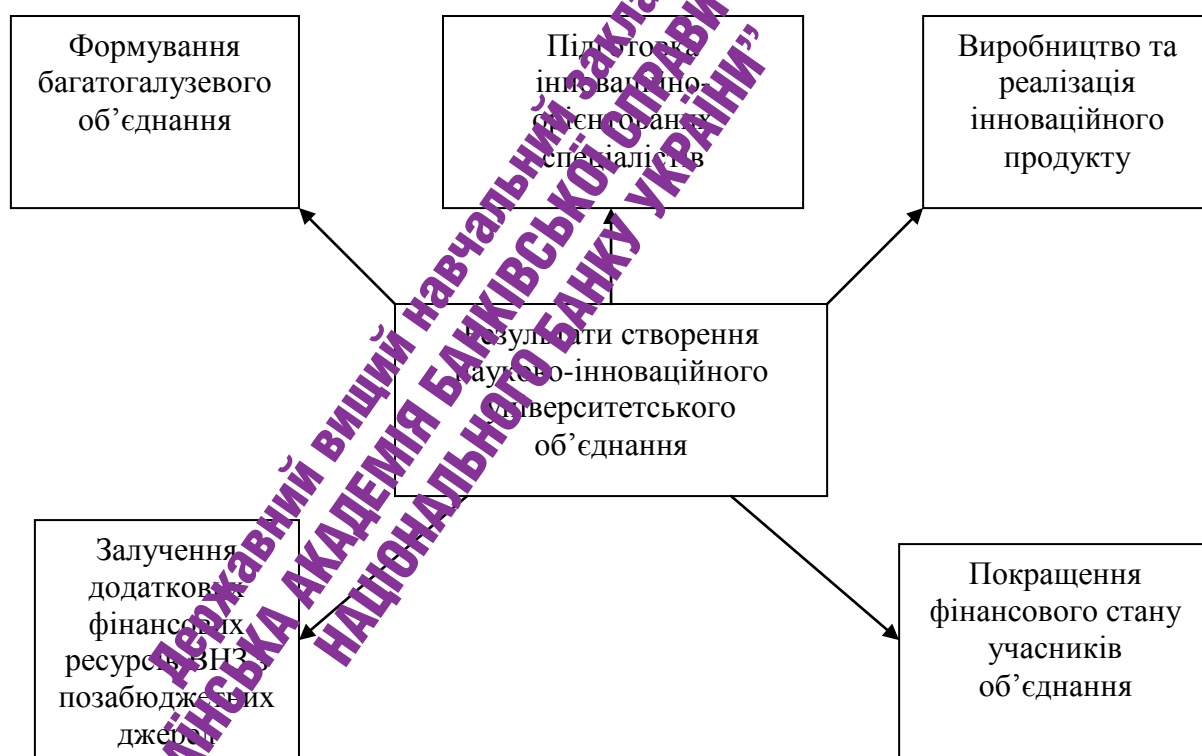 Формування
багатогалузевого
об’єднання
Підготовка
інноваційно-
орієнтованих
спеціалістів
Виробництво та
реалізація
інноваційного
продукту
Результати створення
науково-інноваційного
університетського
об’єднання
Залучення
додаткових
фінансових
ресурсів ВНЗ з
позабюджетних
джерел
Покращення
фінансового стану
учасників
об’єднання
Державний вищий навчальний
АКАДЕМІЯ БАНКІВСЬКОЇ СПРАВИ
НАЦІОНАЛЬНОГО БАНКУ УКРАЇНИ”